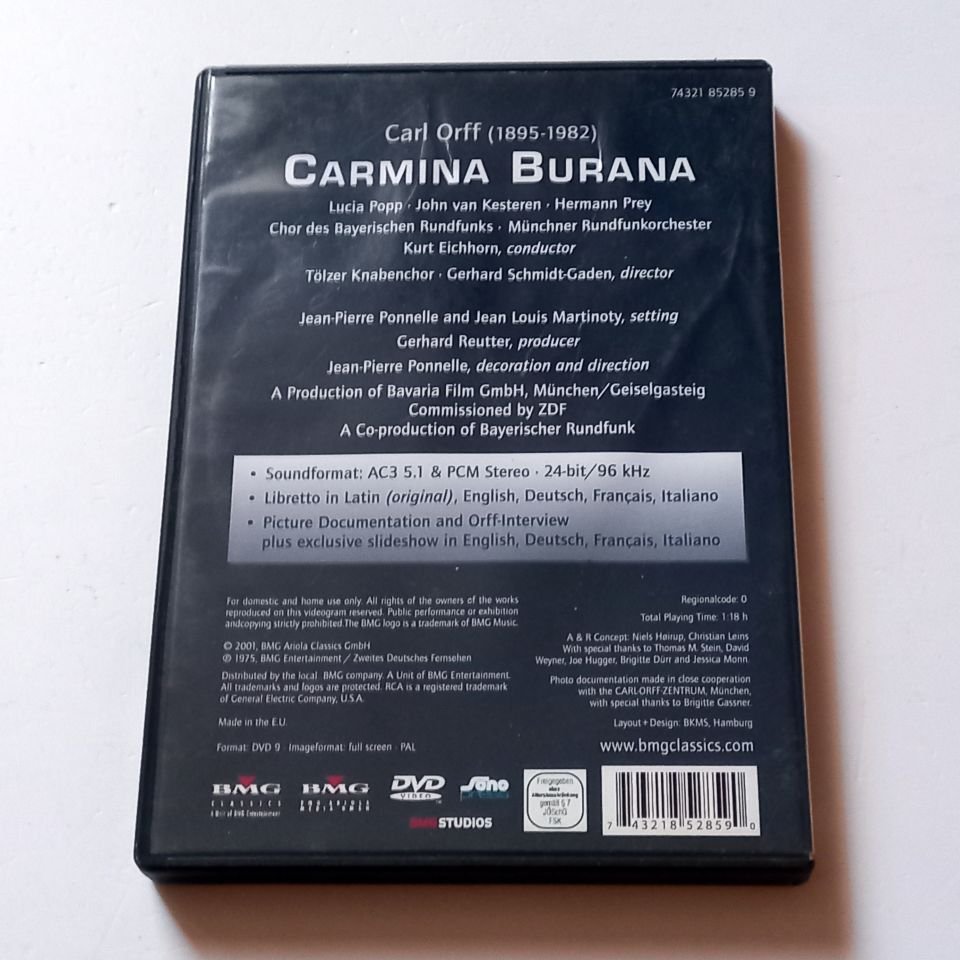 74321 85285 9
Carl Orff (1895-1982)
CARMINA BURANA
Lucia Popp · John van Kesteren · Hermann Prey
Chor des Bayerischen Rundfunks · Münchner Rundfunkorchester
Kurt Eichhorn, conductor
Tölzer Knabenchor · Gerhard Schmidt-Gaden, director
Jean-Pierre Ponnelle and Jean Louis Martinoty, setting
Gerhard Reutter, producer
Jean-Pierre Ponnelle, decoration and direction
A Production of Bavaria Film GmbH, München/Geiselgasteig
Commissioned by ZDF
A Co-production of Bayerischer Rundfunk
• Soundformat: AC3 5.1 & PCM Stereo · 24-bit/96 kHz
• Libretto in Latin (original), English, Deutsch, Français, Italiano
• Picture Documentation and Orff-Interview
plus exclusive slideshow in English, Deutsch, Français, Italiano
For domestic and home use only. All rights of the owners of the works
reproduced on this videogram reserved. Public performance or exhibition
andcopying strictly prohibited.The BMG logo is a trademark of BMG Music.
© 2001, BMG Ariola Classics GmbH
℗ 1975, BMG Entertainment / Zweites Deutsches Fernsehen
Distributed by the local BMG company. A Unit of BMG Entertainment.
All trademarks and logos are protected. RCA is a registered trademark
of General Electric Company, U.S.A.
Made in the E.U.
Format: DVD 9 · Imageformat: full screen · PAL
Regionalcode: 0
Total Playing Time: 1:18 h
A & R Concept: Niels Høirup, Christian Leins
With special thanks to Thomas M. Stein, David
Weyner, Joe Hugger, Brigitte Dürr and Jessica Monn.
Photo documentation made in close cooperation
with the CARL-ORFF-ZENTRUM, München,
with special thanks to Brigitte Gassner.
Layout+Design: BKMS, Hamburg
www.bmgclassics.com
BMG
CLASSICS
A Unit of BMG Entertainment
BMG
DVD
VIDEO
sono
press
BMG STUDIOS
Freigegeben
ohne
Altersbeschränkung
gemäß § 7
JÖSchG
FSK
7 43218 52859 0